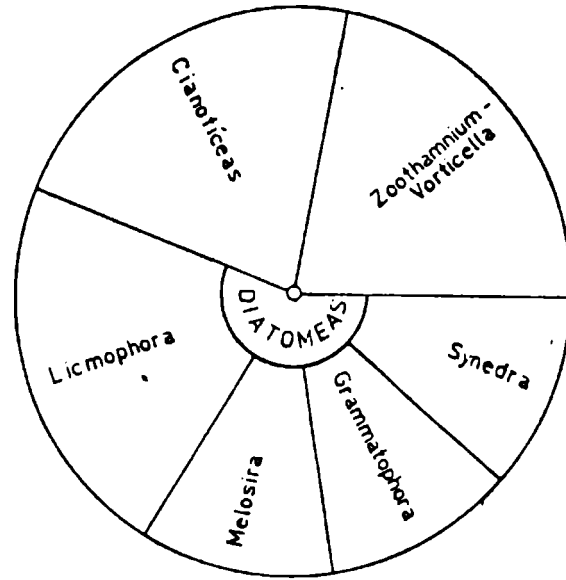 Cianofíceas
Zoothamnium-
Vorticella
DIATOMEAS
Licmophora
Synedra
Grammatophora
Melosira